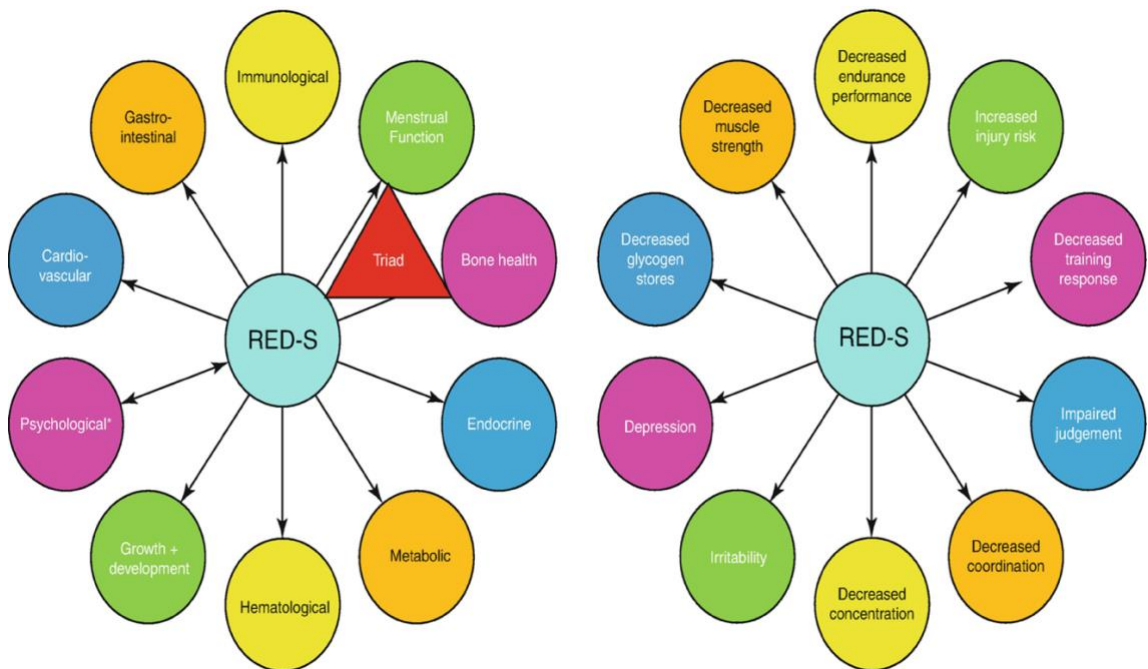 Immunological
Menstrual
Function
Bone health
Endocrine
Metabolic
Hematological
Growth +
development
Psychological*
Cardio-
vascular
Gastro-
intestinal
Triad
RED-S
Decreased
endurance
performance
Increased
injury risk
Decreased
training
response
Impaired
judgement
Decreased
coordination
Decreased
concentration
Irritability
Depression
Decreased
glycogen
stores
Decreased
muscle
strength
RED-S